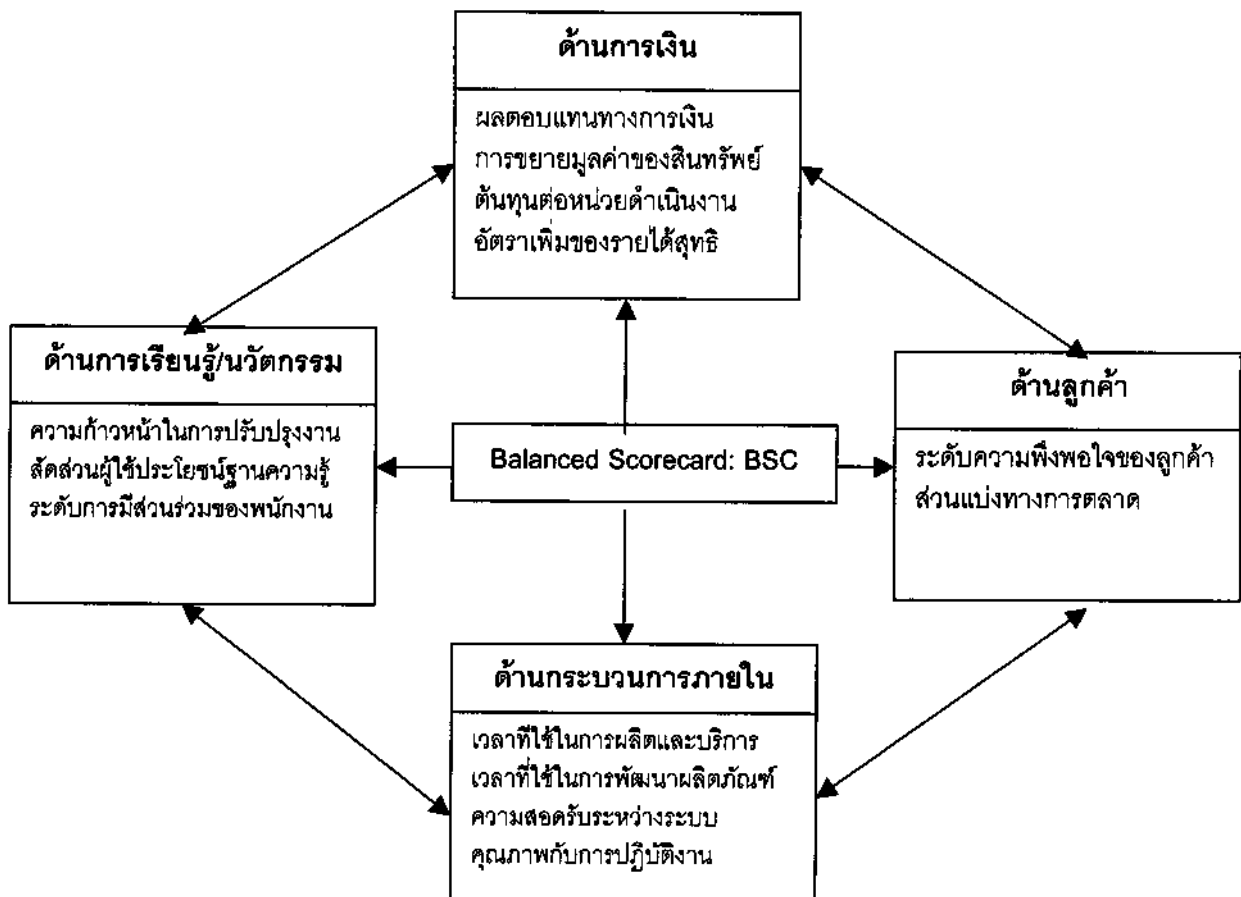 ด้านการเงิน
ผลตอบแทนทางการเงิน
การขยายมูลค่าของสินทรัพย์
ต้นทุนต่อหน่วยดำเนินงาน
อัตราเพิ่มของรายได้สุทธิ
ด้านการเรียนรู้/นวัตกรรม
ความก้าวหน้าในการปรับปรุงงาน
สัดส่วนผู้ใช้ประโยชน์ฐานความรู้
ระดับการมีส่วนร่วมของพนักงาน
Balanced Scorecard: BSC
ด้านลูกค้า
ระดับความพึงพอใจของลูกค้า
ส่วนแบ่งทางการตลาด
ด้านกระบวนการภายใน
เวลาที่ใช้ในการผลิตและบริการ
เวลาที่ใช้ในการพัฒนาผลิตภัณฑ์
ความสอดรับระหว่างระบบ
คุณภาพกับการปฏิบัติงาน